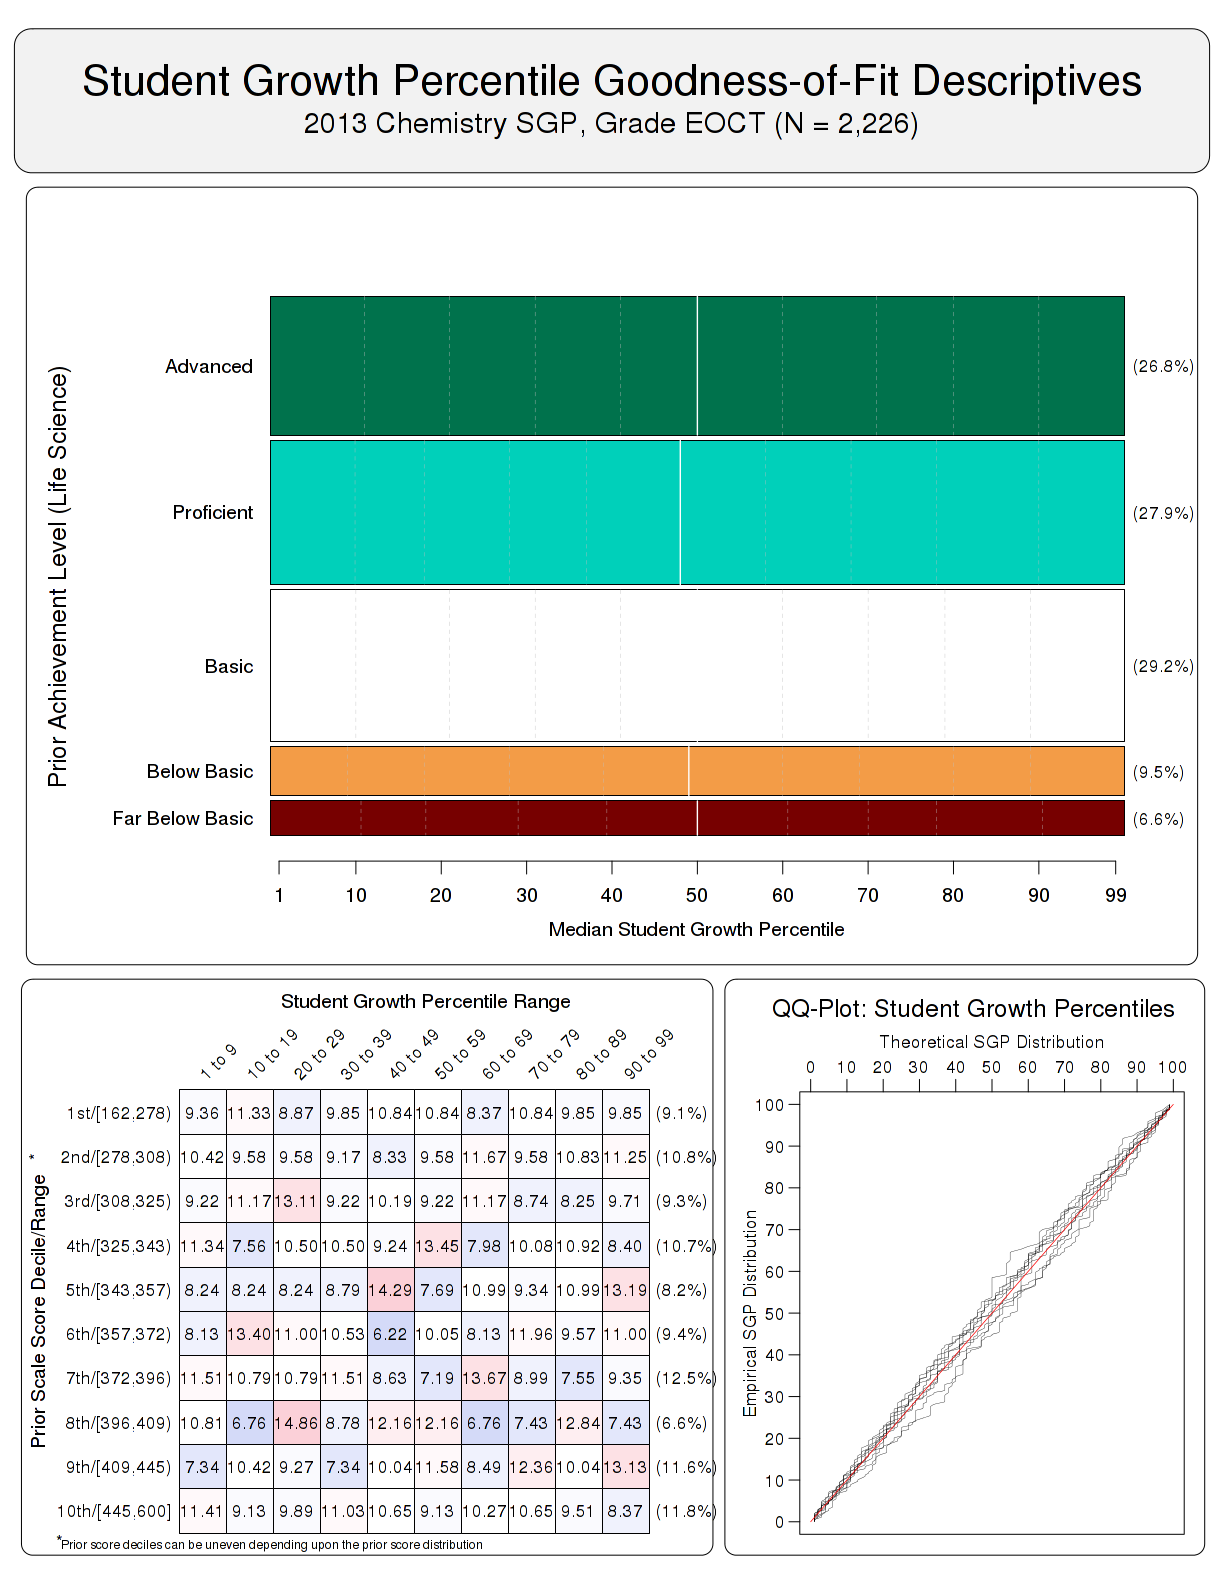 Student Growth Percentile Goodness-of-Fit Descriptives
2013 Chemistry SGP, Grade EOCT (N = 2,226)
Prior Achievement Level (Life Science)
Advanced (26.8%)
Proficient (27.9%)
Basic (29.2%)
Below Basic (9.5%)
Far Below Basic (6.6%)
1 10 20 30 40 50 60 70 80 90 99
Median Student Growth Percentile
Student Growth Percentile Range
1 to 9 10 to 19 20 to 29 30 to 39 40 to 49 50 to 59 60 to 69 70 to 79 80 to 89 90 to 99
Prior Scale Score Decile/Range *
1st/[162,278) 9.36 11.33 8.87 9.85 10.84 10.84 8.37 10.84 9.85 9.85 (9.1%)
2nd/[278,308) 10.42 9.58 9.58 9.17 8.33 9.58 11.67 9.58 10.83 11.25 (10.8%)
3rd/[308,325) 9.22 11.17 13.11 9.22 10.19 9.22 11.17 8.74 8.25 9.71 (9.3%)
4th/[325,343) 11.34 7.56 10.50 10.50 9.24 13.45 7.98 10.08 10.92 8.40 (10.7%)
5th/[343,357) 8.24 8.24 8.24 8.79 14.29 7.69 10.99 9.34 10.99 13.19 (8.2%)
6th/[357,372) 8.13 13.40 11.00 10.53 6.22 10.05 8.13 11.96 9.57 11.00 (9.4%)
7th/[372,396) 11.51 10.79 10.79 11.51 8.63 7.19 13.67 8.99 7.55 9.35 (12.5%)
8th/[396,409) 10.81 6.76 14.86 8.78 12.16 12.16 6.76 7.43 12.84 7.43 (6.6%)
9th/[409,445) 7.34 10.42 9.27 7.34 10.04 11.58 8.49 12.36 10.04 13.13 (11.6%)
10th/[445,600] 11.41 9.13 9.89 11.03 10.65 9.13 10.27 10.65 9.51 8.37 (11.8%)
*Prior score deciles can be uneven depending upon the prior score distribution
QQ-Plot: Student Growth Percentiles
Theoretical SGP Distribution
0 10 20 30 40 50 60 70 80 90 100
Empirical SGP Distribution
100
90
80
70
60
50
40
30
20
10
0